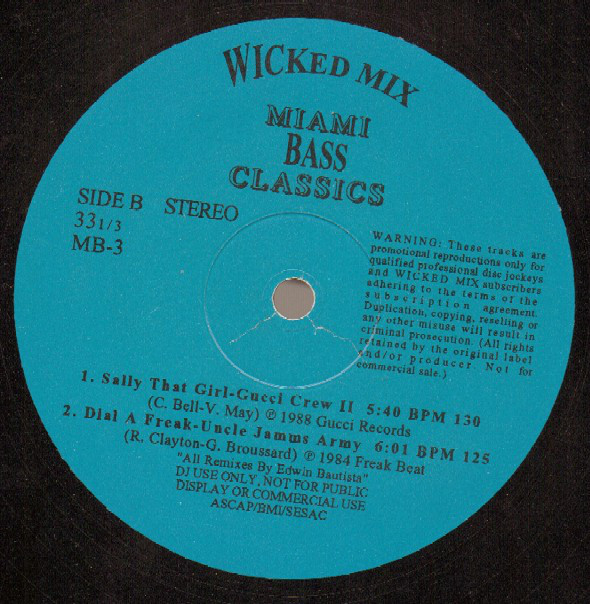 WICKED MIX
MIAMI
BASS
CLASSICS
SIDE B STEREO
33 1/3
MB-3
WARNING: These tracks are
promotional reproductions only for
qualified professional disc jockeys
and WICKED MIX subscribers
adhering to the terms of the
subscription agreement.
Duplication, copying, reselling or
any other misuse will result in
criminal prosecution. (All rights
retained by the original label
and/or producer. Not for
commercial sale.)
1. Sally That Girl-Gucci Crew II 5:40 BPM 130
(C. Bell-V. May) ℗ 1988 Gucci Records
2. Dial A Freak-Uncle Jamms Army 6:01 BPM 125
(R. Clayton-G. Broussard) ℗ 1984 Freak Beat
"All Remixes By Edwin Bautista"
DJ USE ONLY, NOT FOR PUBLIC
DISPLAY OR COMMERCIAL USE
ASCAP/BMI/SESAC